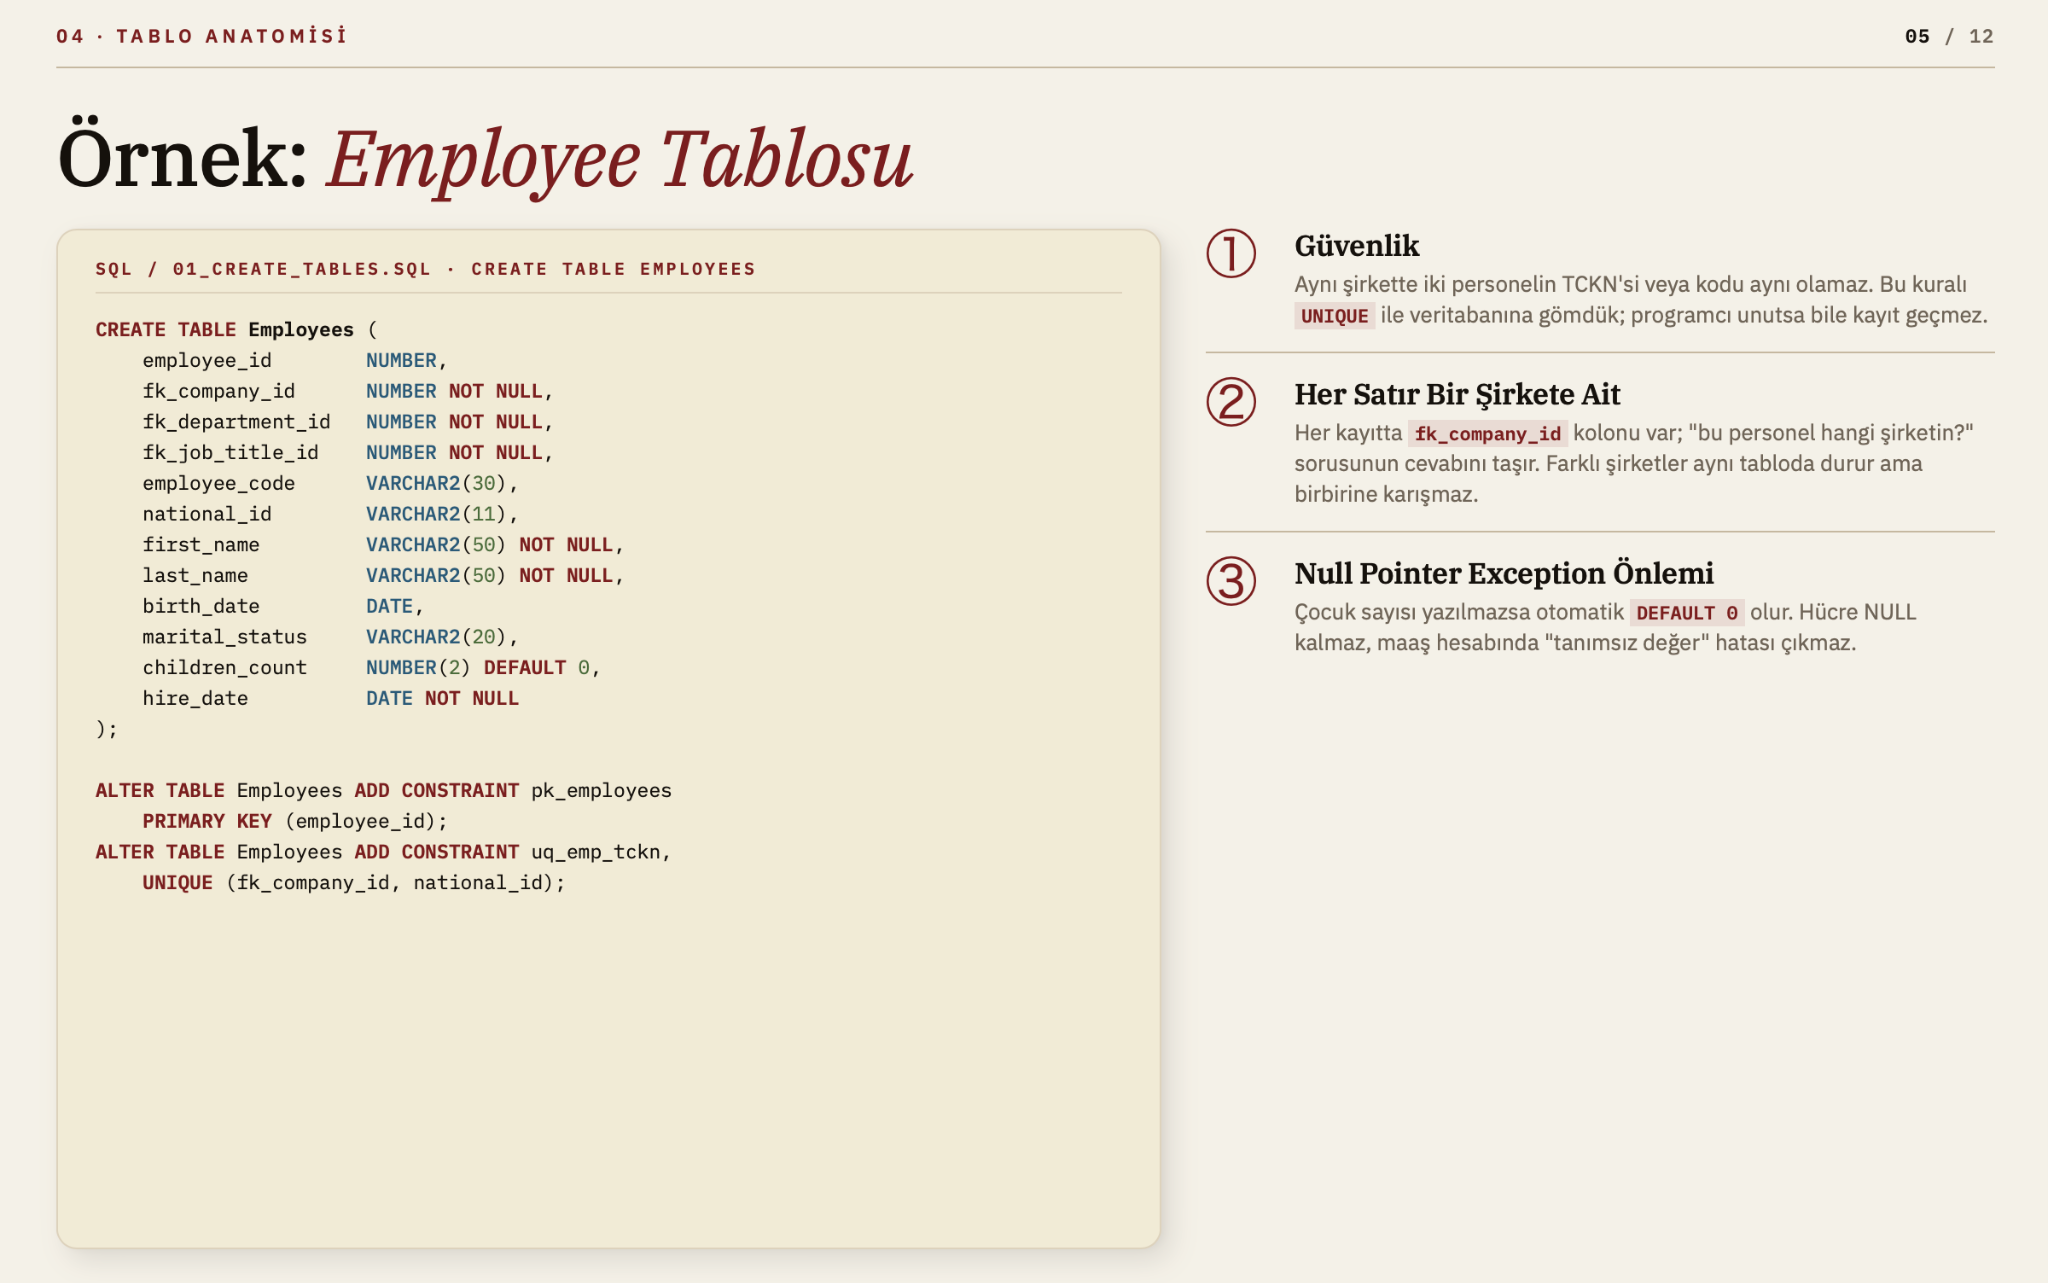 04 · TABLO ANATOMİSİ
05 / 12
Örnek: Employee Tablosu
SQL / 01_CREATE_TABLES.SQL · CREATE TABLE EMPLOYEES
CREATE TABLE Employees (
    employee_id        NUMBER,
    fk_company_id      NUMBER NOT NULL,
    fk_department_id   NUMBER NOT NULL,
    fk_job_title_id    NUMBER NOT NULL,
    employee_code      VARCHAR2(30),
    national_id        VARCHAR2(11),
    first_name         VARCHAR2(50) NOT NULL,
    last_name          VARCHAR2(50) NOT NULL,
    birth_date         DATE,
    marital_status     VARCHAR2(20),
    children_count     NUMBER(2) DEFAULT 0,
    hire_date          DATE NOT NULL
);
ALTER TABLE Employees ADD CONSTRAINT pk_employees
    PRIMARY KEY (employee_id);
ALTER TABLE Employees ADD CONSTRAINT uq_emp_tckn,
    UNIQUE (fk_company_id, national_id);
① Güvenlik
Aynı şirkette iki personelin TCKN'si veya kodu aynı olamaz. Bu kuralı
UNIQUE ile veritabanına gömdük; programcı unutsa bile kayıt geçmez.
② Her Satır Bir Şirkete Ait
Her kayıtta fk_company_id kolonu var; "bu personel hangi şirketin?"
sorusunun cevabını taşır. Farklı şirketler aynı tabloda durur ama
birbirine karışmaz.
③ Null Pointer Exception Önlemi
Çocuk sayısı yazılmazsa otomatik DEFAULT 0 olur. Hücre NULL
kalmaz, maaş hesabında "tanımsız değer" hatası çıkmaz.